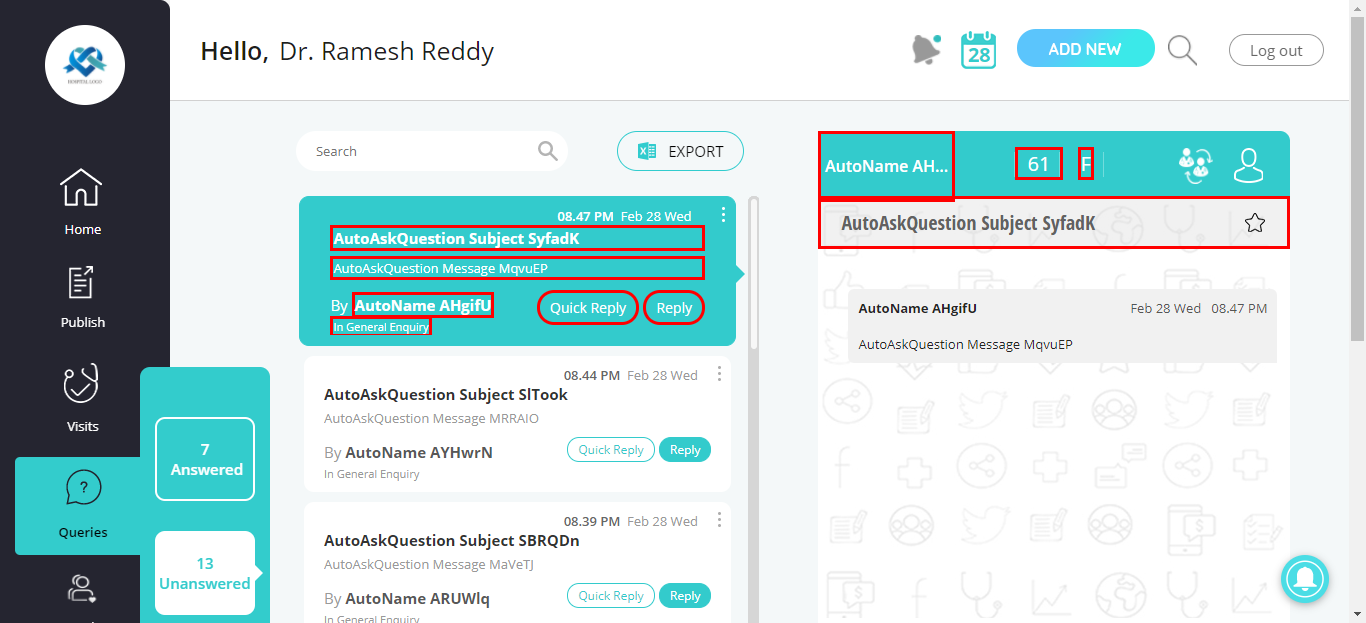 HOSPITAL LOGO
Hello, Dr. Ramesh Reddy
28
ADD NEW
Log out
Home
Publish
Visits
?
Queries
7
Answered
13
Unanswered
Search
EXPORT
08.47 PM Feb 28 Wed
AutoAskQuestion Subject SyfadK
AutoAskQuestion Message MqvuEP
By AutoName AHgifU
Quick Reply
Reply
In General Enquiry
08.44 PM Feb 28 Wed
AutoAskQuestion Subject SlTook
AutoAskQuestion Message MRRAIO
By AutoName AYHwrN
Quick Reply
Reply
In General Enquiry
08.39 PM Feb 28 Wed
AutoAskQuestion Subject SBRQDn
AutoAskQuestion Message MaVeTJ
By AutoName ARUWlq
Quick Reply
Reply
In General Enquiry
AutoName AH... 61 F
AutoAskQuestion Subject SyfadK
AutoName AHgifU Feb 28 Wed 08.47 PM
AutoAskQuestion Message MqvuEP